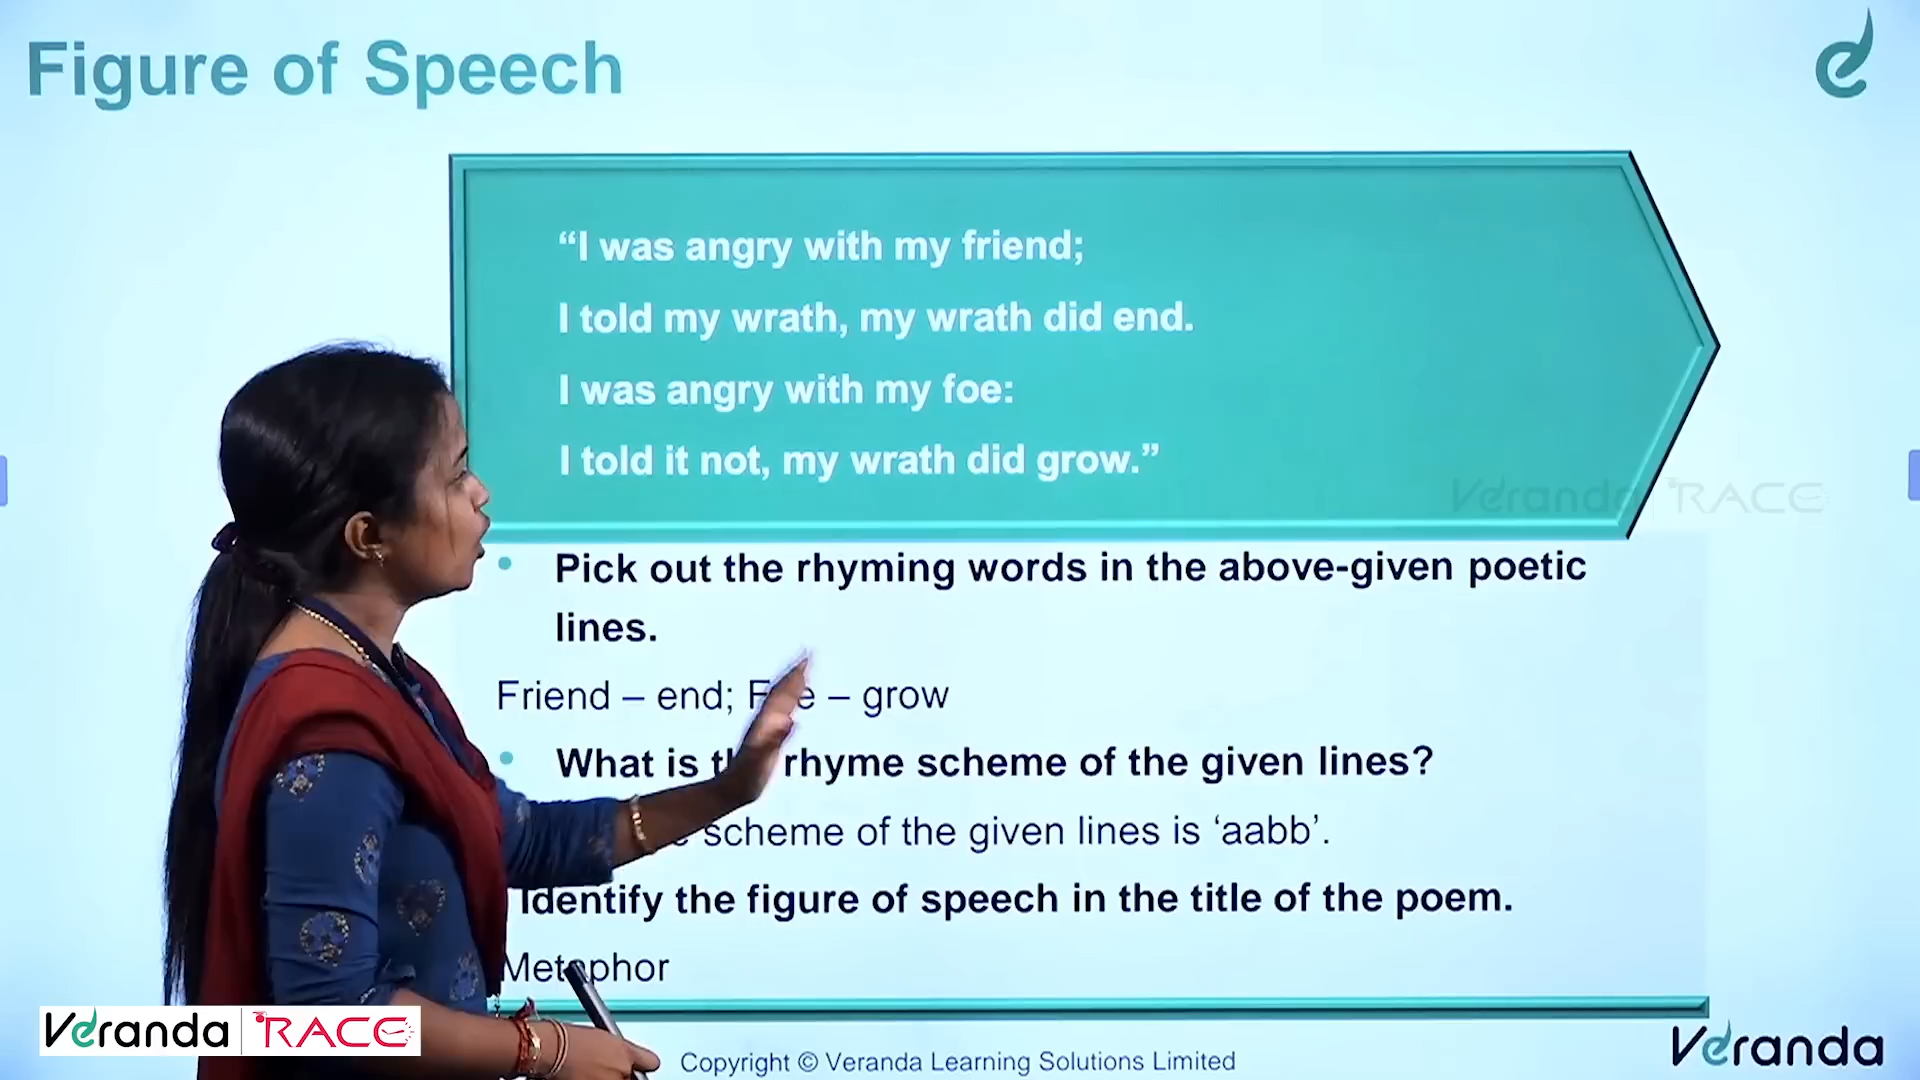 Figure of Speech
“I was angry with my friend;
I told my wrath, my wrath did end.
I was angry with my foe:
I told it not, my wrath did grow.”
Veranda RACE
• Pick out the rhyming words in the above-given poetic
lines.
Friend – end; – grow
• What is rhyme scheme of the given lines?
scheme of the given lines is ‘aabb’.
Identify the figure of speech in the title of the poem.
Metaphor
Veranda RACE
Copyright © Veranda Learning Solutions Limited
Veranda